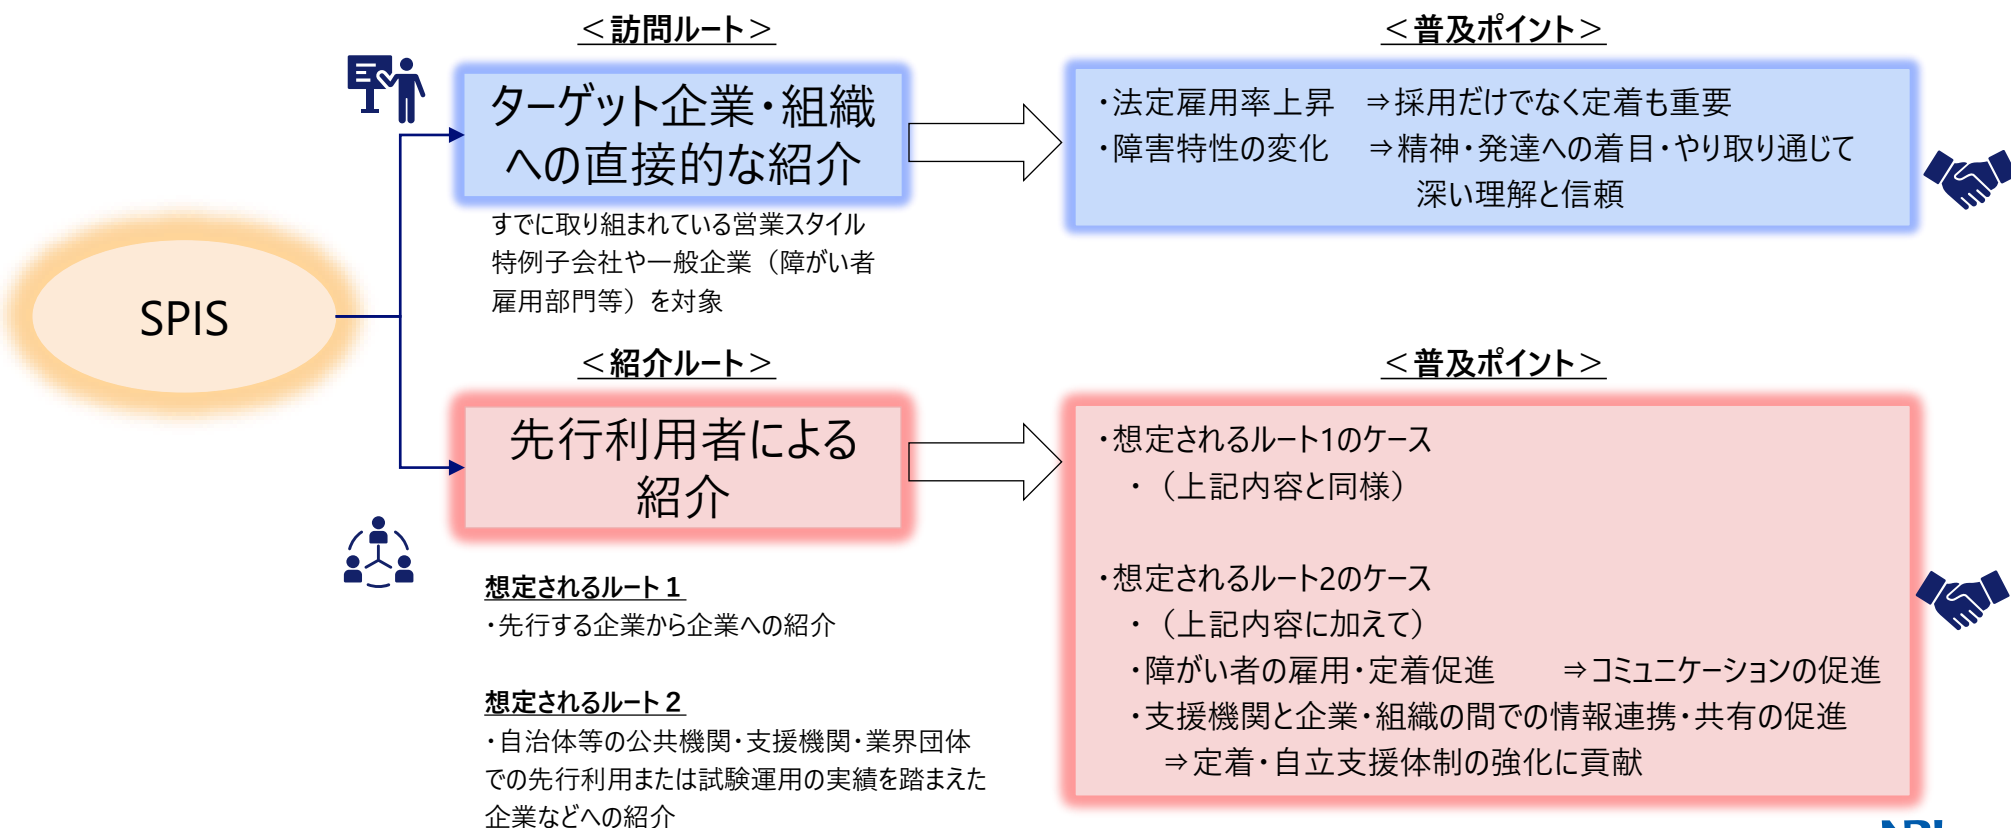 ＜訪問ルート＞
ターゲット企業・組織
への直接的な紹介
すでに取り組まれている営業スタイル
特例子会社や一般企業（障がい者
雇用部門等）を対象
＜普及ポイント＞
・法定雇用率上昇　⇒採用だけでなく定着も重要
・障害特性の変化　⇒精神・発達への着目・やり取り通じて
深い理解と信頼
SPIS
＜紹介ルート＞
先行利用者による
紹介
想定されるルート１
・先行する企業から企業への紹介
想定されるルート２
・自治体等の公共機関・支援機関・業界団体
での先行利用または試験運用の実績を踏まえた
企業などへの紹介
＜普及ポイント＞
・想定されるルート1のケース
・（上記内容と同様）
・想定されるルート2のケース
・（上記内容に加えて）
・障がい者の雇用・定着促進　　⇒コミュニケーションの促進
・支援機関と企業・組織の間での情報連携・共有の促進
⇒定着・自立支援体制の強化に貢献